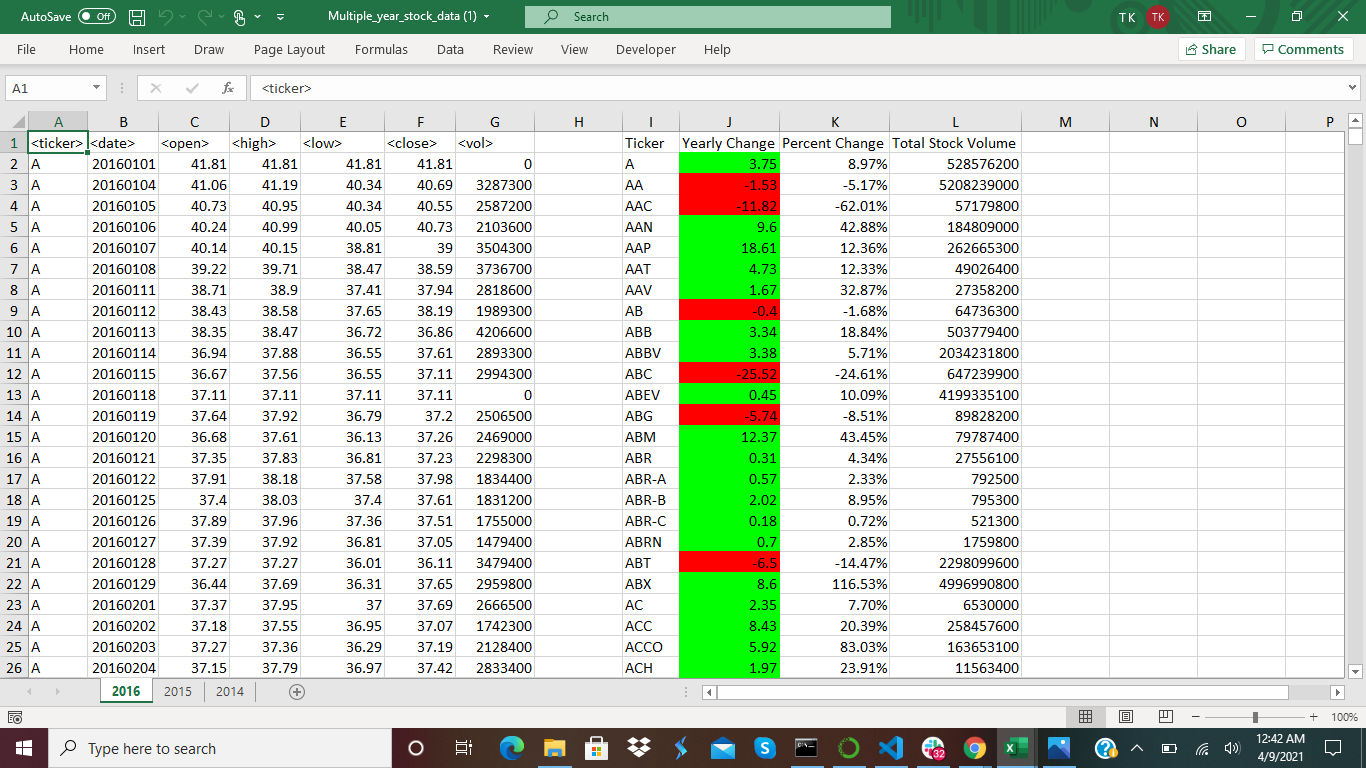 AutoSave Off Multiple_year_stock_data (1) Search TK TK
File Home Insert Draw Page Layout Formulas Data Review View Developer Help Share Comments
A1 fx <ticker>
A B C D E F G H I J K L M N O P
1 <ticker> <date> <open> <high> <low> <close> <vol> Ticker Yearly Change Percent Change Total Stock Volume
2 A 20160101 41.81 41.81 41.81 41.81 0 A 3.75 8.97% 528576200
3 A 20160104 41.06 41.19 40.34 40.69 3287300 AA -1.53 -5.17% 5208239000
4 A 20160105 40.73 40.95 40.34 40.55 2587200 AAC -11.82 -62.01% 57179800
5 A 20160106 40.24 40.99 40.05 40.73 2103600 AAN 9.6 42.88% 184809000
6 A 20160107 40.14 40.15 38.81 39 3504300 AAP 18.61 12.36% 262665300
7 A 20160108 39.22 39.71 38.47 38.59 3736700 AAT 4.73 12.33% 49026400
8 A 20160111 38.71 38.9 37.41 37.94 2818600 AAV 1.67 32.87% 27358200
9 A 20160112 38.43 38.58 37.65 38.19 1989300 AB -0.4 -1.68% 64736300
10 A 20160113 38.35 38.47 36.72 36.86 4206600 ABB 3.34 18.84% 503779400
11 A 20160114 36.94 37.88 36.55 37.61 2893300 ABBV 3.38 5.71% 2034231800
12 A 20160115 36.67 37.56 36.55 37.11 2994300 ABC -25.52 -24.61% 647239900
13 A 20160118 37.11 37.11 37.11 37.11 0 ABEV 0.45 10.09% 4199335100
14 A 20160119 37.64 37.92 36.79 37.2 2506500 ABG -5.74 -8.51% 89828200
15 A 20160120 36.68 37.61 36.13 37.26 2469000 ABM 12.37 43.45% 79787400
16 A 20160121 37.35 37.83 36.81 37.23 2298300 ABR 0.31 4.34% 27556100
17 A 20160122 37.91 38.18 37.58 37.98 1834400 ABR-A 0.57 2.33% 792500
18 A 20160125 37.4 38.03 37.4 37.61 1831200 ABR-B 2.02 8.95% 795300
19 A 20160126 37.89 37.96 37.36 37.51 1755000 ABR-C 0.18 0.72% 521300
20 A 20160127 37.39 37.92 36.81 37.05 1479400 ABRN 0.7 2.85% 1759800
21 A 20160128 37.27 37.27 36.01 36.11 3479400 ABT -6.5 -14.47% 2298099600
22 A 20160129 36.44 37.69 36.31 37.65 2959800 ABX 8.6 116.53% 4996990800
23 A 20160201 37.37 37.95 37 37.69 2666500 AC 2.35 7.70% 6530000
24 A 20160202 37.18 37.55 36.95 37.07 1742300 ACC 8.43 20.39% 258457600
25 A 20160203 37.27 37.36 36.29 37.19 2128400 ACCO 5.92 83.03% 163653100
26 A 20160204 37.15 37.79 36.97 37.42 2833400 ACH 1.97 23.91% 11563400
2016 2015 2014
100%
Type here to search 32 12:42 AM
4/9/2021